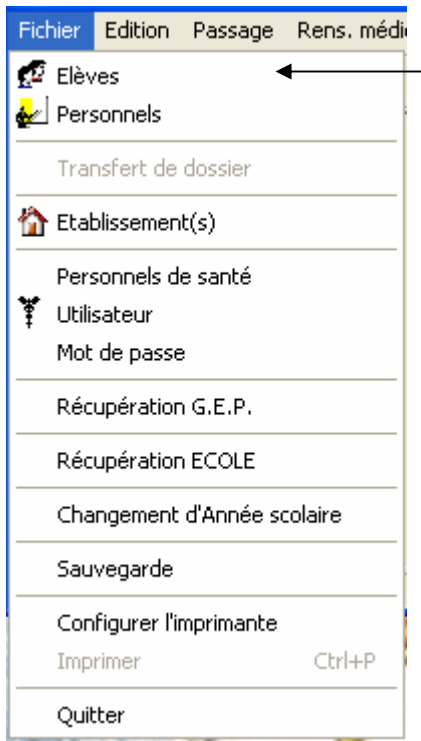 Fichier Edition Passage Rens. médi
Elèves
Personnels
Transfert de dossier
Etablissement(s)
Personnels de santé
Utilisateur
Mot de passe
Récupération G.E.P.
Récupération ECOLE
Changement d'Année scolaire
Sauvegarde
Configurer l'imprimante
Imprimer Ctrl+P
Quitter